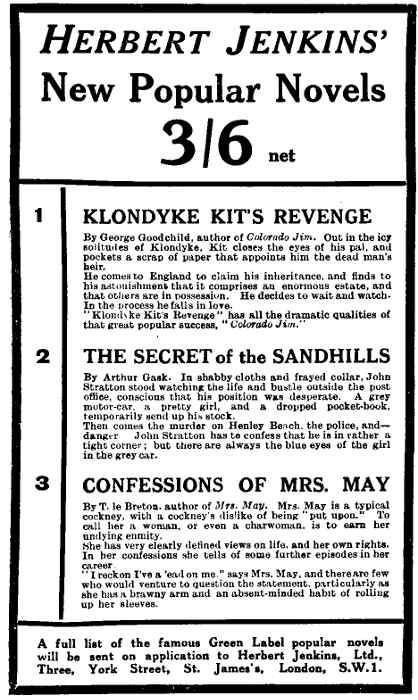 HERBERT JENKINS'
New Popular Novels
3/6 net
1 KLONDYKE KIT'S REVENGE
By George Goodchild, author of Colorado Jim. Out in the icy
solitudes of Klondyke, Kit closes the eyes of his pal, and
pockets a scrap of paper that appoints him the dead man's
heir.
He comes to England to claim his inheritance, and finds to
his astonishment that it comprises an enormous estate, and
that others are in possession. He decides to wait and watch.
In the process he falls in love.
"Klondyke Kit's Revenge" has all the dramatic qualities of
that great popular success, "Colorado Jim."
2 THE SECRET of the SANDHILLS
By Arthur Gask. In shabby cloths and frayed collar, John
Stratton stood watching the life and bustle outside the post
office, conscious that his position was desperate. A grey
motor-car, a pretty girl, and a dropped pocket-book,
temporarily send up his stock.
Then comes the murder on Henley Beach, the police, and—
danger John Stratton has to confess that he is in rather a
tight corner; but there are always the blue eyes of the girl
in the grey car.
3 CONFESSIONS OF MRS. MAY
By T. le Breton, author of Mrs. May. Mrs. May is a typical
cockney, with a cockney's dislike of being "put upon." To
call her a woman, or even a charwoman, is to earn her
undying enmity.
She has very clearly defined views on life, and her own rights.
In her confessions she tells of some further episodes in her
career.
"I reckon I've a 'ead on me," says Mrs. May, and there are few
who would venture to question the statement, particularly as
she has a brawny arm and an absent-minded habit of rolling
up her sleeves.
A full list of the famous Green Label popular novels
will be sent on application to Herbert Jenkins, Ltd.,
Three, York Street, St. James's, London, S.W.1.